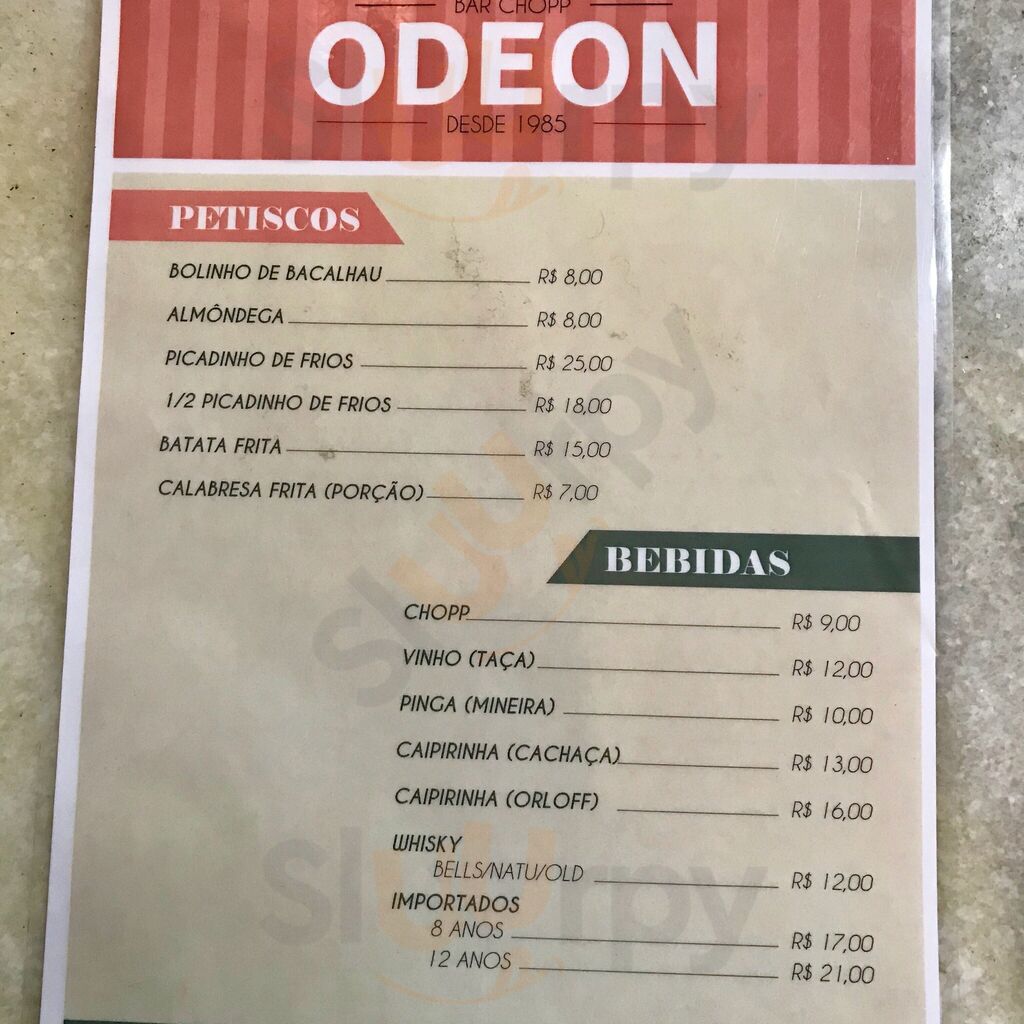 BAR CHOPP
ODEON
DESDE 1985
PETISCOS
BOLINHO DE BACALHAU R$ 8,00
ALMÔNDEGA R$ 8,00
PICADINHO DE FRIOS R$ 25,00
1/2 PICADINHO DE FRIOS R$ 18,00
BATATA FRITA R$ 15,00
CALABRESA FRITA (PORÇÃO) R$ 7,00
BEBIDAS
CHOPP R$ 9,00
VINHO (TAÇA) R$ 12,00
PINGA (MINEIRA) R$ 10,00
CAIPIRINHA (CACHAÇA) R$ 13,00
CAIPIRINHA (ORLOFF) R$ 16,00
WHISKY
BELLS/NATU/OLD R$ 12,00
IMPORTADOS
8 ANOS R$ 17,00
12 ANOS R$ 21,00
sluurpy
sluurpy
sluurpy